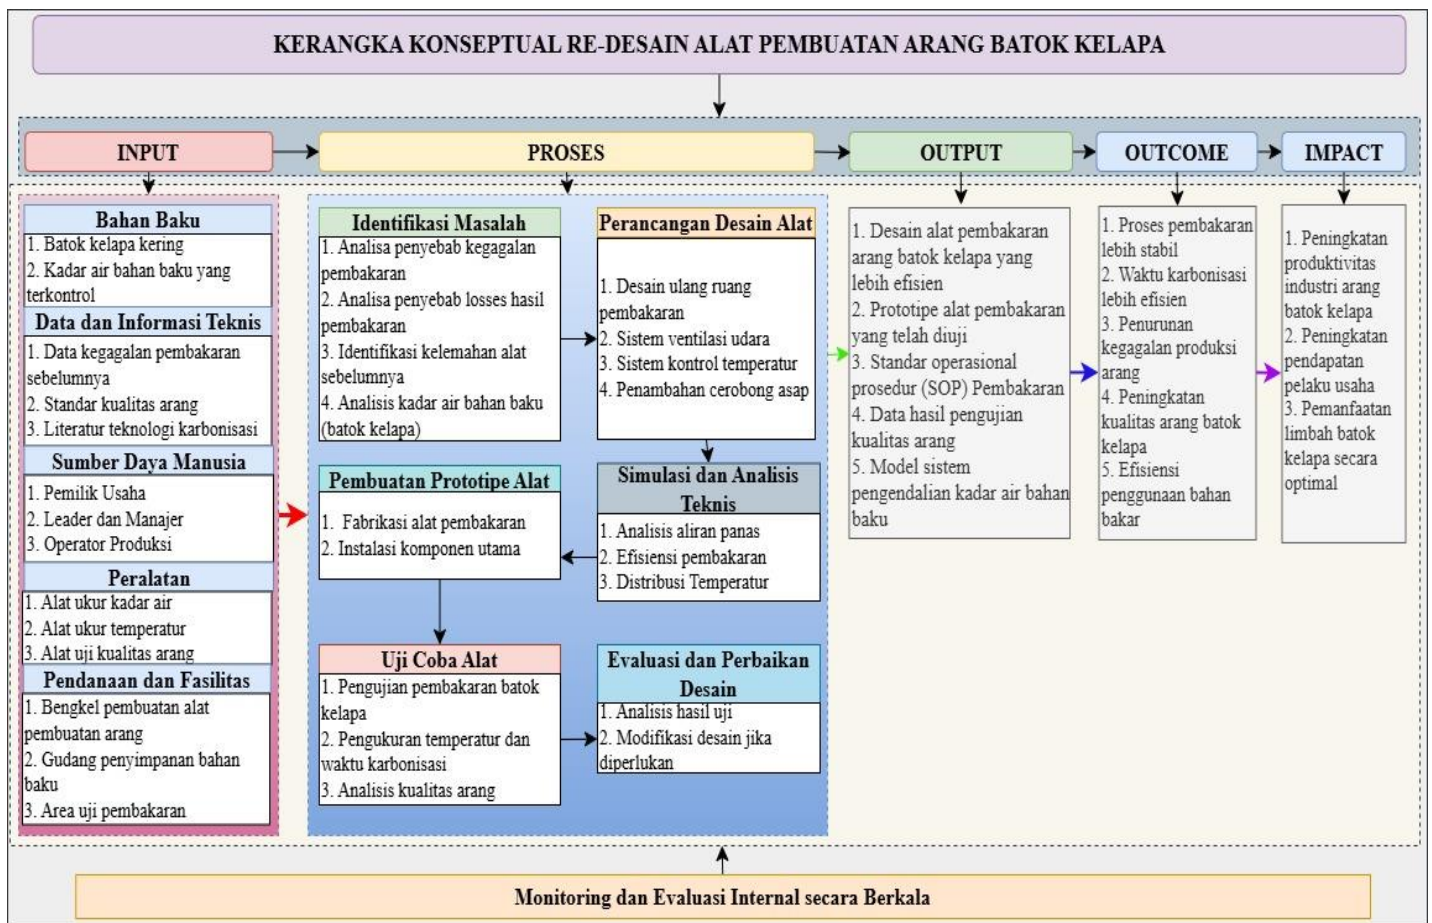 KERANGKA KONSEPTUAL RE-DESAIN ALAT PEMBUATAN ARANG BATOK KELAPA
INPUT
PROSES
OUTPUT
OUTCOME
IMPACT
Bahan Baku
1. Batok kelapa kering
2. Kadar air bahan baku yang
terkontrol
Data dan Informasi Teknis
1. Data kegagalan pembakaran
sebelumnya
2. Standar kualitas arang
3. Literatur teknologi karbonisasi
Sumber Daya Manusia
1. Pemilik Usaha
2. Leader dan Manajer
3. Operator Produksi
Peralatan
1. Alat ukur kadar air
2. Alat ukur temperatur
3. Alat uji kualitas arang
Pendanaan dan Fasilitas
1. Bengkel pembuatan alat
pembuatan arang
2. Gudang penyimpanan bahan
baku
3. Area uji pembakaran
Identifikasi Masalah
1. Analisa penyebab kegagalan
pembakaran
2. Analisa penyebab losses hasil
pembakaran
3. Identifikasi kelemahan alat
sebelumnya
4. Analisis kadar air bahan baku
(batok kelapa)
Perancangan Desain Alat
1. Desain ulang ruang
pembakaran
2. Sistem ventilasi udara
3. Sistem kontrol temperatur
4. Penambahan cerobong asap
Simulasi dan Analisis
Teknis
1. Analisis aliran panas
2. Efisiensi pembakaran
3. Distribusi Temperatur
Pembuatan Prototipe Alat
1. Fabrikasi alat pembakaran
2. Instalasi komponen utama
Uji Coba Alat
1. Pengujian pembakaran batok
kelapa
2. Pengukuran temperatur dan
waktu karbonisasi
3. Analisis kualitas arang
Evaluasi dan Perbaikan
Desain
1. Analisis hasil uji
2. Modifikasi desain jika
diperlukan
1. Desain alat pembakaran
arang batok kelapa yang
lebih efisien
2. Prototipe alat pembakaran
yang telah diuji
3. Standar operasional
prosedur (SOP) Pembakaran
4. Data hasil pengujian
kualitas arang
5. Model sistem
pengendalian kadar air bahan
baku
1. Proses pembakaran
lebih stabil
2. Waktu karbonisasi
lebih efisien
3. Penurunan
kegagalan produksi
arang
4. Peningkatan
kualitas arang batok
kelapa
5. Efisiensi
penggunaan bahan
bakar
1. Peningkatan
produktivitas
industri arang
batok kelapa
2. Peningkatan
pendapatan
pelaku usaha
3. Pemanfaatan
limbah batok
kelapa secara
optimal
Monitoring dan Evaluasi Internal secara Berkala